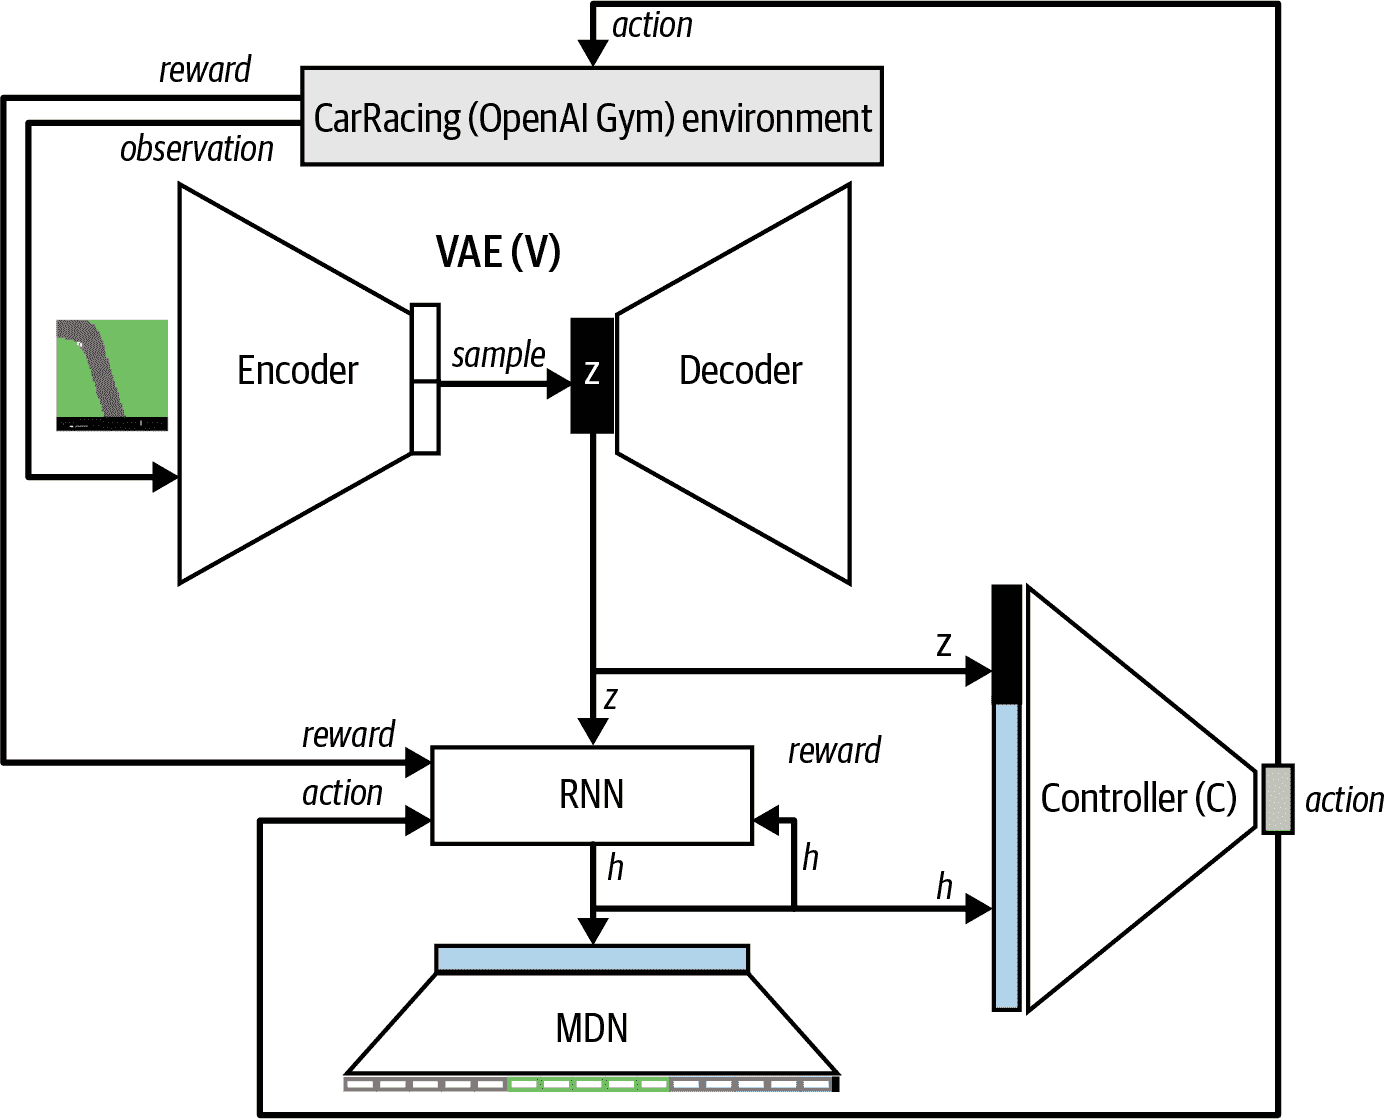 action
reward
CarRacing (OpenAI Gym) environment
observation
VAE (V)
Encoder
sample
z
Decoder
z
z
reward
reward
action
RNN
Controller (C)
action
h
h
h
MDN